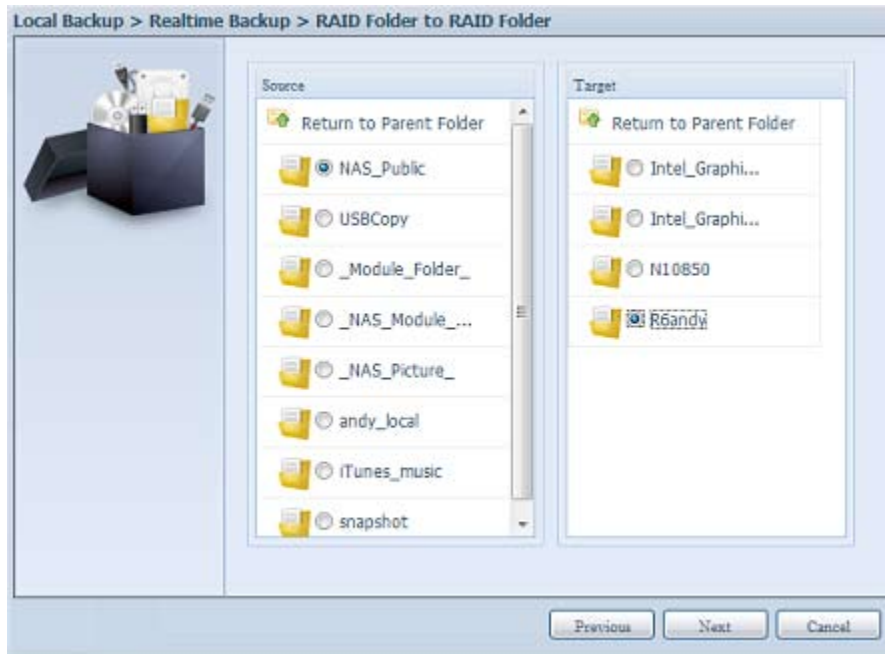 Local Backup > Realtime Backup > RAID Folder to RAID Folder
Source
Return to Parent Folder
NAS_Public
USBCopy
_Module_Folder_
_NAS_Module_...
_NAS_Picture_
andy_local
iTunes_music
snapshot
Target
Return to Parent Folder
Intel_Graphi...
Intel_Graphi...
N10850
R6andy
Previous
Next
Cancel